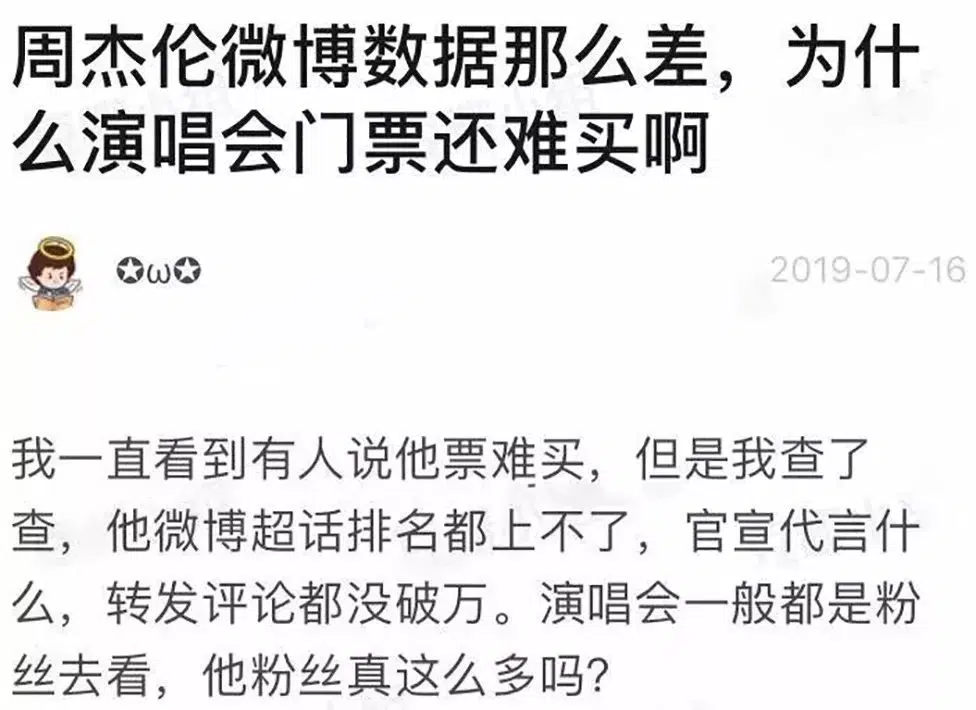 周杰伦微博数据那么差，为什
么演唱会门票还难买啊
✪ω✪
2019-07-16
我一直看到有人说他票难买，但是我查了
查，他微博超话排名都上不了，官宣代言什
么，转发评论都没破万。演唱会一般都是粉
丝去看，他粉丝真这么多吗？